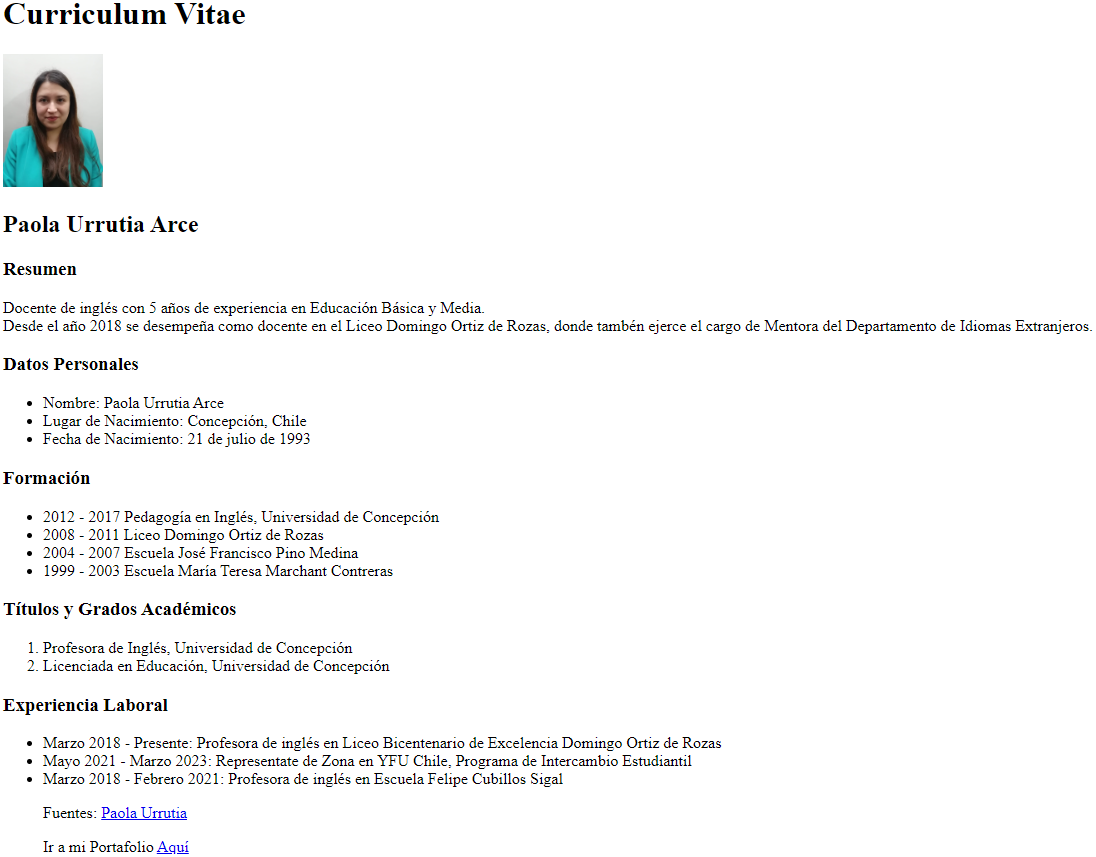 Curriculum Vitae
Paola Urrutia Arce
Resumen
Docente de inglés con 5 años de experiencia en Educación Básica y Media.
Desde el año 2018 se desempeña como docente en el Liceo Domingo Ortiz de Rozas, donde tambén ejerce el cargo de Mentora del Departamento de Idiomas Extranjeros.
Datos Personales
• Nombre: Paola Urrutia Arce
• Lugar de Nacimiento: Concepción, Chile
• Fecha de Nacimiento: 21 de julio de 1993
Formación
• 2012 - 2017 Pedagogía en Inglés, Universidad de Concepción
• 2008 - 2011 Liceo Domingo Ortiz de Rozas
• 2004 - 2007 Escuela José Francisco Pino Medina
• 1999 - 2003 Escuela María Teresa Marchant Contreras
Títulos y Grados Académicos
1. Profesora de Inglés, Universidad de Concepción
2. Licenciada en Educación, Universidad de Concepción
Experiencia Laboral
• Marzo 2018 - Presente: Profesora de inglés en Liceo Bicentenario de Excelencia Domingo Ortiz de Rozas
• Mayo 2021 - Marzo 2023: Representate de Zona en YFU Chile, Programa de Intercambio Estudiantil
• Marzo 2018 - Febrero 2021: Profesora de inglés en Escuela Felipe Cubillos Sigal
Fuentes: Paola Urrutia
Ir a mi Portafolio Aquí